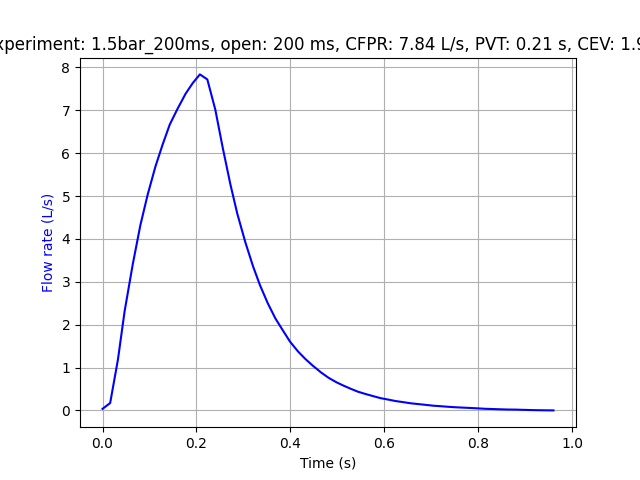 xperiment: 1.5bar_200ms, open: 200 ms, CFPR: 7.84 L/s, PVT: 0.21 s, CEV: 1.9
8
7
6
5
4
3
2
1
0
Flow rate (L/s)
0.0 0.2 0.4 0.6 0.8 1.0
Time (s)